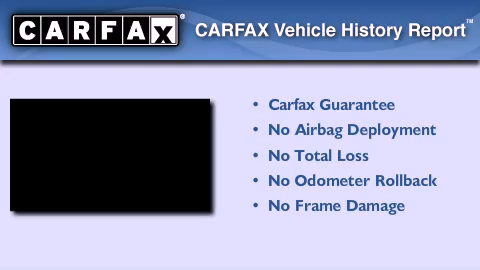 CARFAX® CARFAX Vehicle History Report™
• Carfax Guarantee
• No Airbag Deployment
• No Total Loss
• No Odometer Rollback
• No Frame Damage